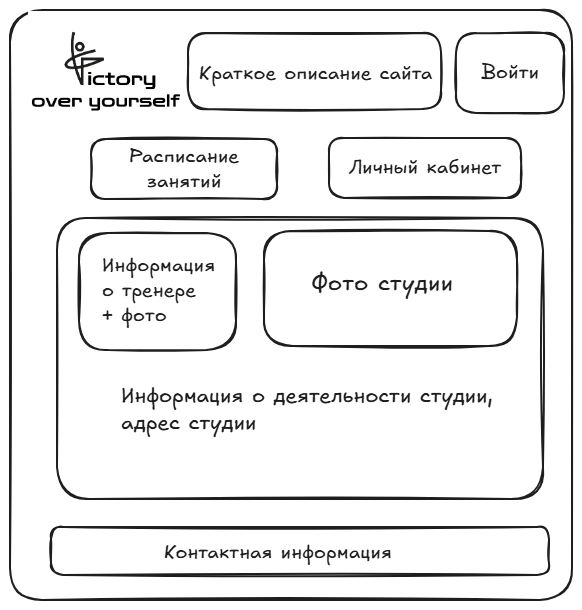 ictory
over yourself
Краткое описание сайта
Войти
Расписание
занятий
Личный кабинет
Информация
о тренере
+ фото
Фото студии
Информация о деятельности студии,
адрес студии
Контактная информация